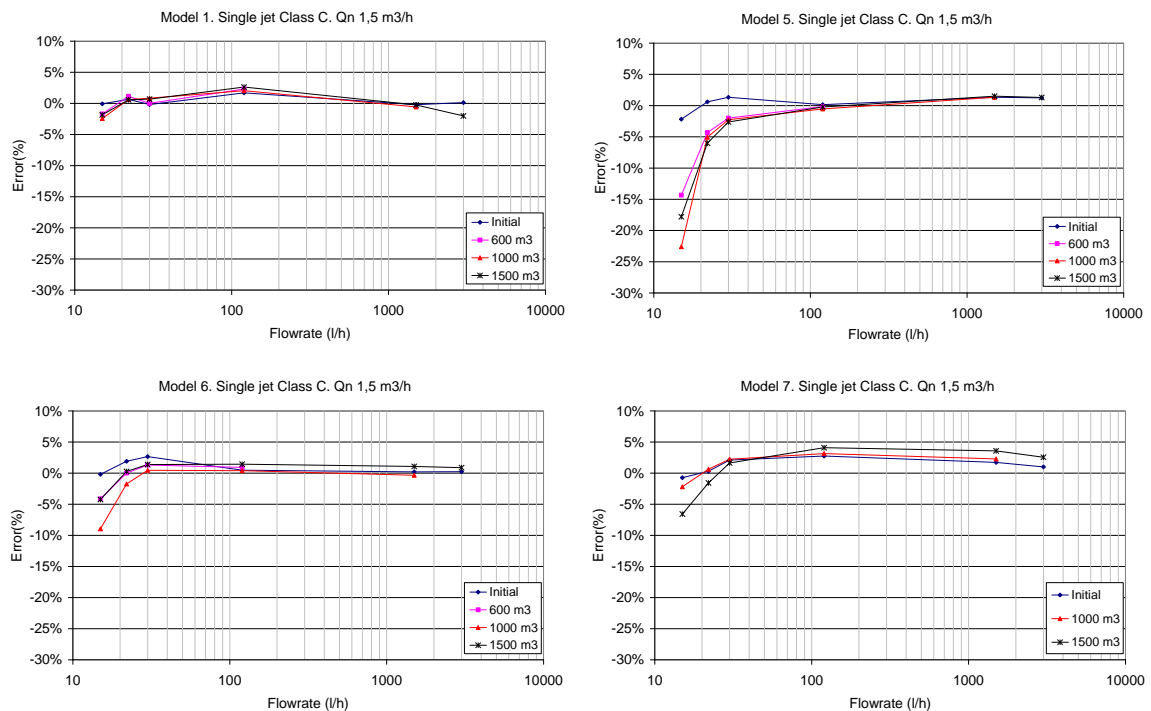 Model 1. Single jet Class C. Qn 1,5 m3/h
10%
5%
0%
-5%
-10%
-15%
-20%
-25%
-30%
Error(%)
Initial
600 m3
1000 m3
1500 m3
10
100
1000
10000
Flowrate (l/h)
Model 5. Single jet Class C. Qn 1,5 m3/h
10%
5%
0%
-5%
-10%
-15%
-20%
-25%
-30%
Error(%)
Initial
600 m3
1000 m3
1500 m3
10
100
1000
10000
Flowrate (l/h)
Model 6. Single jet Class C. Qn 1,5 m3/h
10%
5%
0%
-5%
-10%
-15%
-20%
-25%
-30%
Error(%)
Initial
600 m3
1000 m3
1500 m3
10
100
1000
10000
Flowrate (l/h)
Model 7. Single jet Class C. Qn 1,5 m3/h
10%
5%
0%
-5%
-10%
-15%
-20%
-25%
-30%
Error(%)
Initial
1000 m3
1500 m3
10
100
1000
10000
Flowrate (l/h)